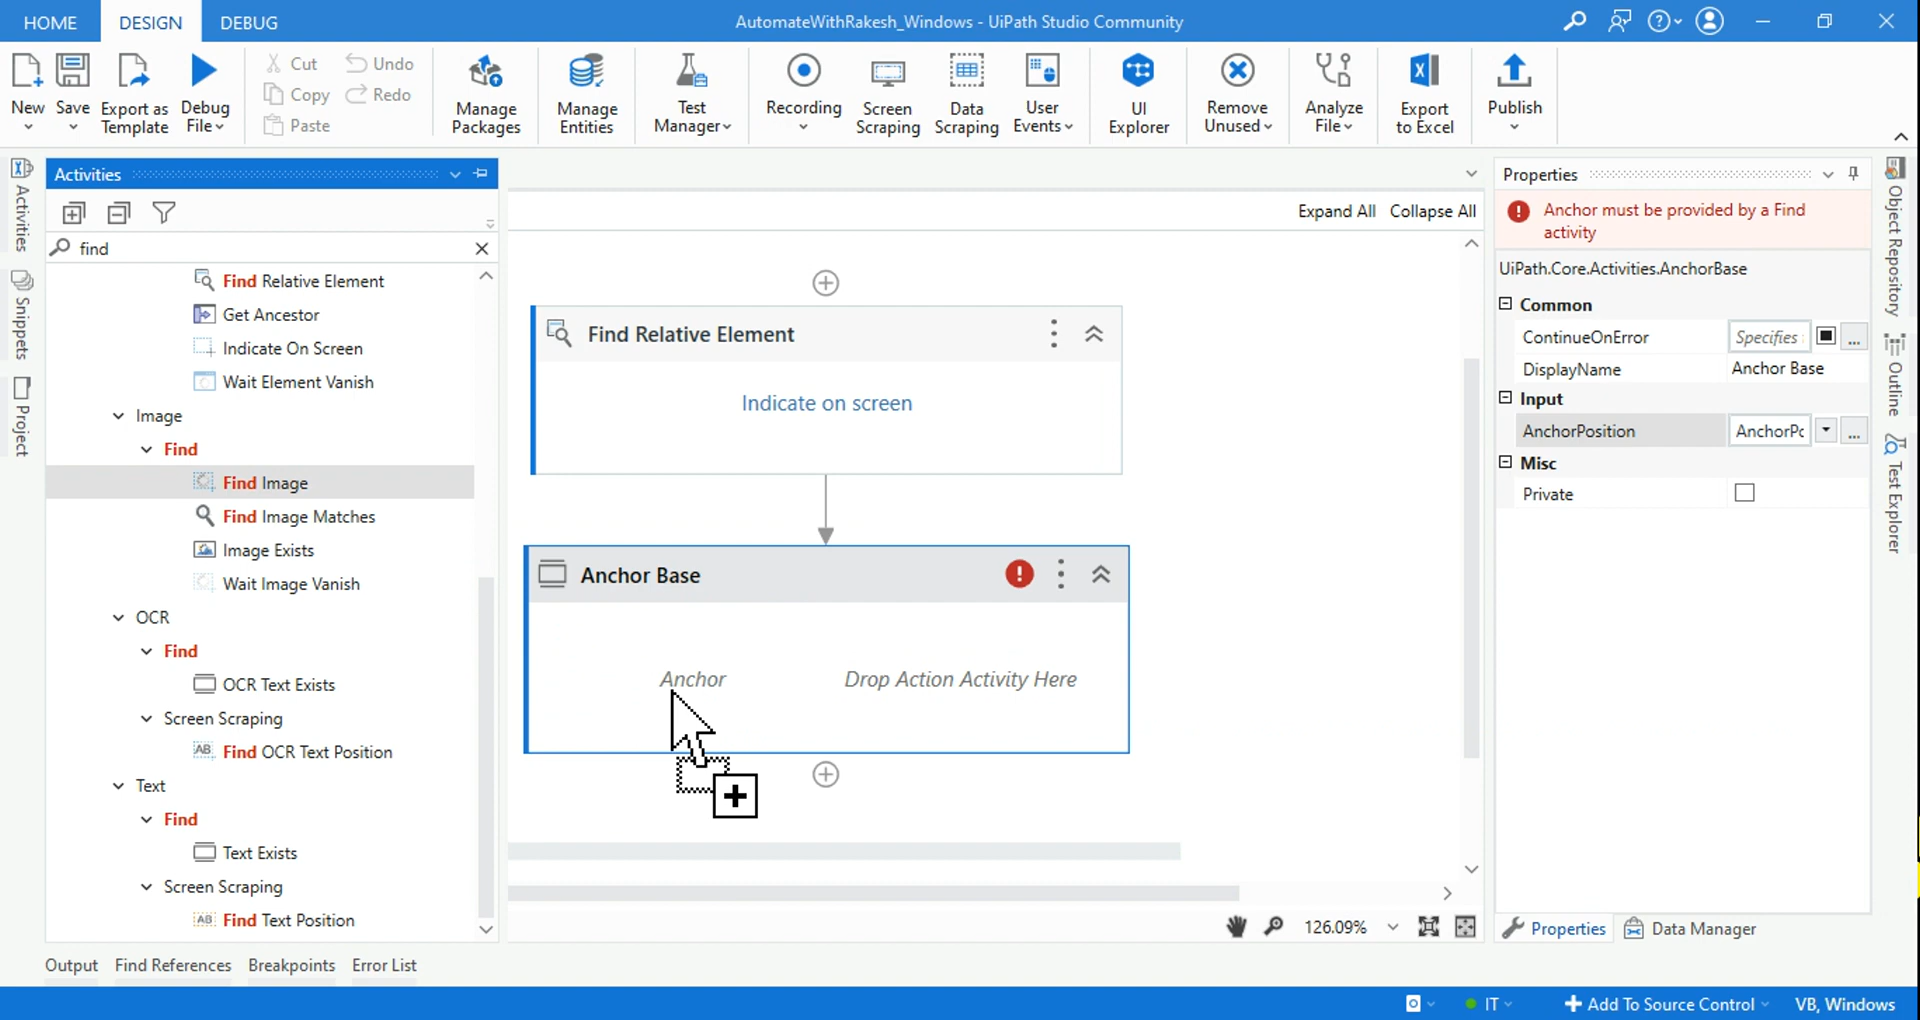 HOME DESIGN DEBUG AutomateWithRakesh_Windows - UiPath Studio Community
New Save Export as Template Debug File
Cut Undo
Copy Redo
Paste
Manage Packages
Manage Entities
Test Manager
Recording
Screen Scraping
Data Scraping
User Events
UI Explorer
Remove Unused
Analyze File
Export to Excel
Publish
Activities
Snippets
Project
Activities
find
Find Relative Element
Get Ancestor
Indicate On Screen
Wait Element Vanish
Image
Find
Find Image
Find Image Matches
Image Exists
Wait Image Vanish
OCR
Find
OCR Text Exists
Screen Scraping
AB Find OCR Text Position
Text
Find
Text Exists
Screen Scraping
AB Find Text Position
Expand All Collapse All
Find Relative Element
Indicate on screen
Anchor Base
Anchor Drop Action Activity Here
126.09%
Properties
Anchor must be provided by a Find
activity
UiPath.Core.Activities.AnchorBase
Common
ContinueOnError Specifies ...
DisplayName Anchor Base
Input
AnchorPosition AnchorPc ...
Misc
Private
Properties Data Manager
Object Repository
Outline
Test Explorer
Output Find References Breakpoints Error List
IT Add To Source Control VB, Windows